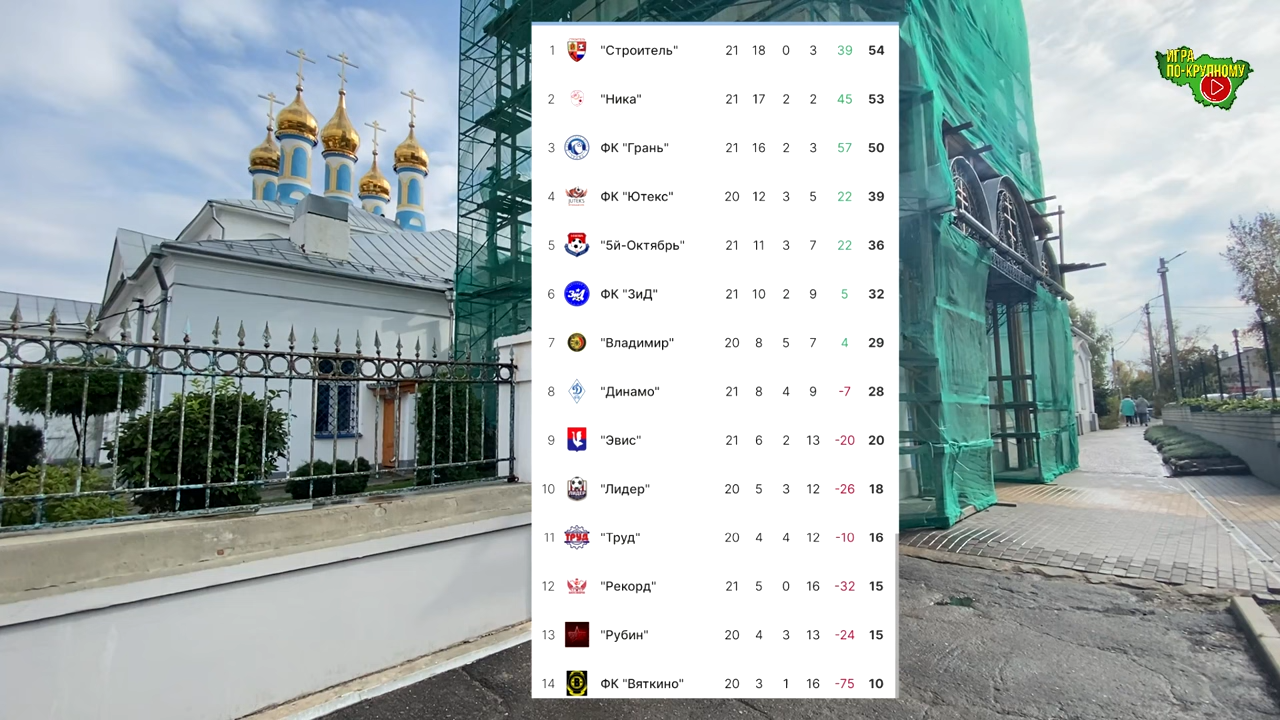 1 "Строитель" 21 18 0 3 39 54
2 "Ника" 21 17 2 2 45 53
3 ФК "Грань" 21 16 2 3 57 50
4 ФК "Ютекс" 20 12 3 5 22 39
5 "5й-Октябрь" 21 11 3 7 22 36
6 ФК "ЗиД" 21 10 2 9 5 32
7 "Владимир" 20 8 5 7 4 29
8 "Динамо" 21 8 4 9 -7 28
9 "Эвис" 21 6 2 13 -20 20
10 "Лидер" 20 5 3 12 -26 18
11 "Труд" 20 4 4 12 -10 16
12 "Рекорд" 21 5 0 16 -32 15
13 "Рубин" 20 4 3 13 -24 15
14 ФК "Вяткино" 20 3 1 16 -75 10
ИГРА
ПО-КРУПНОМУ
JUTEKS
ЛИДЕР
ТРУД